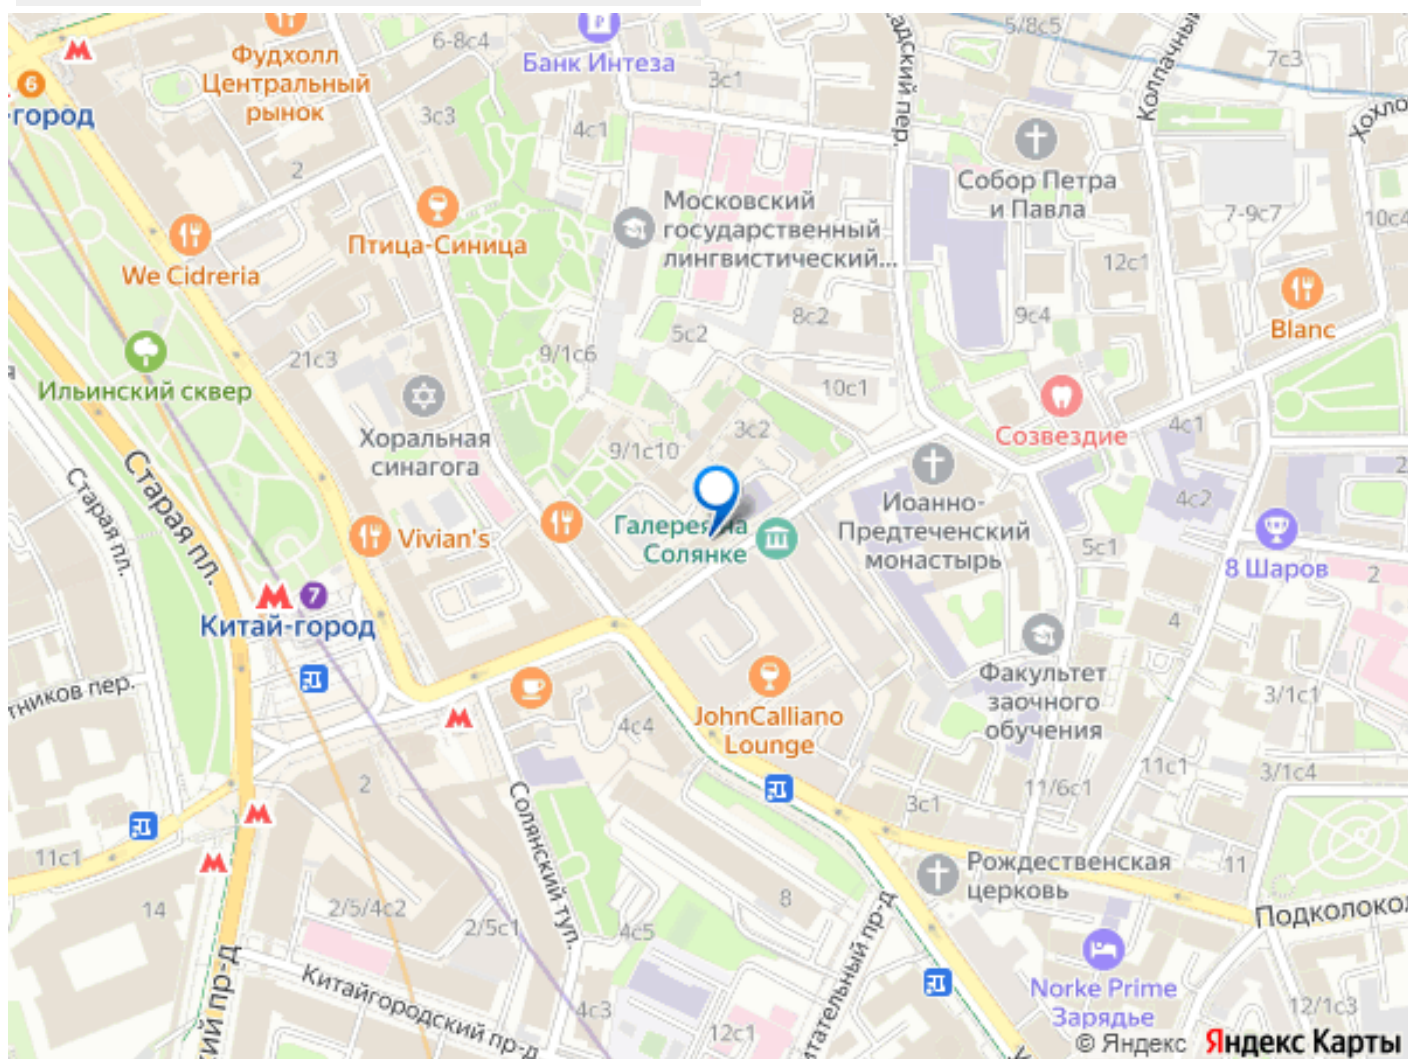 6-8с4
Фудхолл
Центральный
рынок
Банк Интеза
5/8с5
Колпачный
7с3
3с1
6
-город
3с3
4с1
2
Собор Петра
и Павла
Московский
государственный
лингвистический...
7-9с7
10с4
Птица-Синица
We Cidreria
12с1
Blanc
8с2
9с4
5с2
9/1с6
21с3
Ильинский сквер
10с1
Хоральная
синагога
3с2
9/1с10
Созвездие
4с1
Старая пл.
Старая пл.
4с2
Иоанно-
Предтеченский
монастырь
Галерея на
Солянке
Vivian's
5с1
8 Шаров
2
7
Китай-город
4
Факультет
заочного
обучения
3/1с1
JohnCalliano
Lounge
4с4
11с1
3/1с4
2
11/6с1
3с1
Солянский туп.
11с1
Рождественская
церковь
11
14
2/5/4с2
2/5с1
8
4с5
Китайгородский пр-д
4с3
12с1
Norke Prime
Зарядье
12/1с3
© Яндекс Яндекс Карты